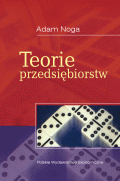 Adam Noga
Teorie
przedsiębiorstw
Polskie Wydawnictwo Ekonomiczne